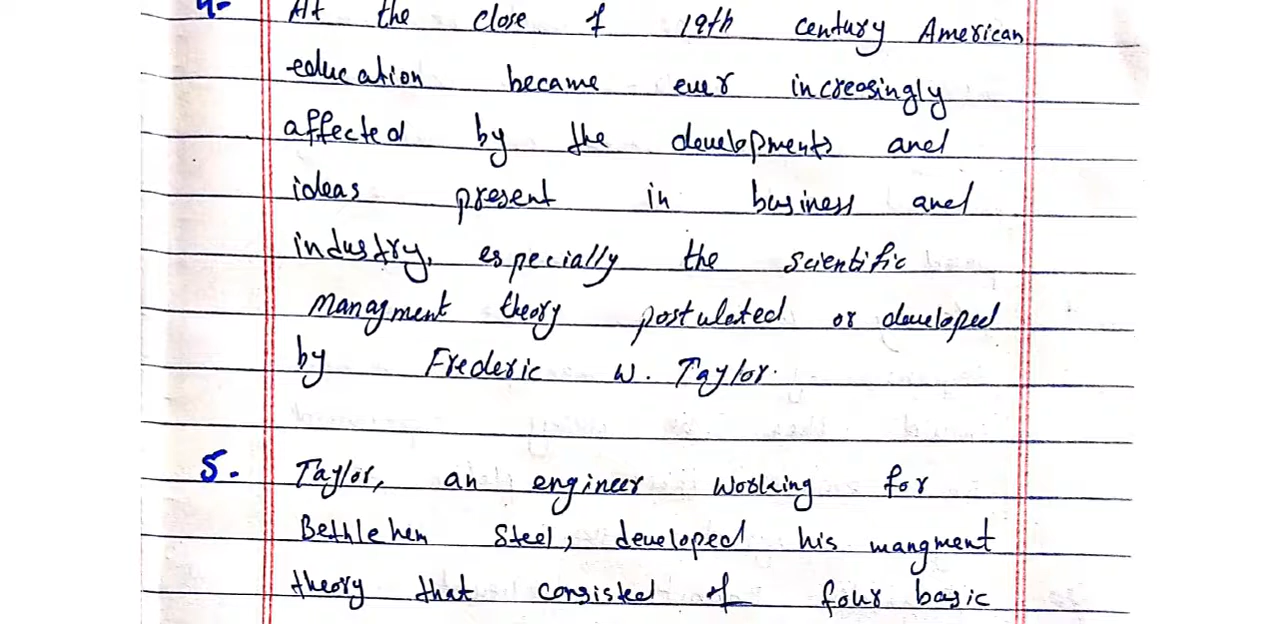 4. At the close of 19th century American
education became ever increasingly
affected by the developments and
ideas present in business and
industry, especially the scientific
managment theory postulated or developed
by Frederic W. Taylor.
5. Taylor, an engineer working for
Bethlehem Steel, developed his mangment
theory that consisted of four basic